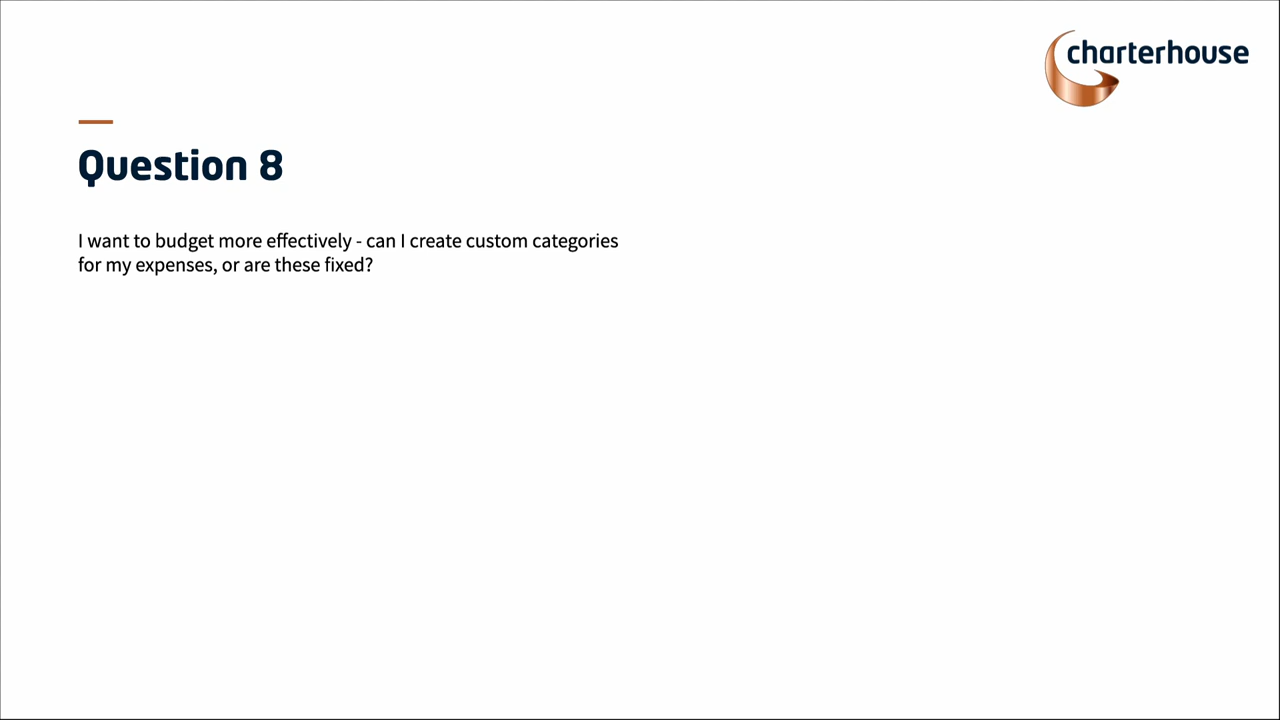 charterhouse
Question 8
I want to budget more effectively - can I create custom categories
for my expenses, or are these fixed?